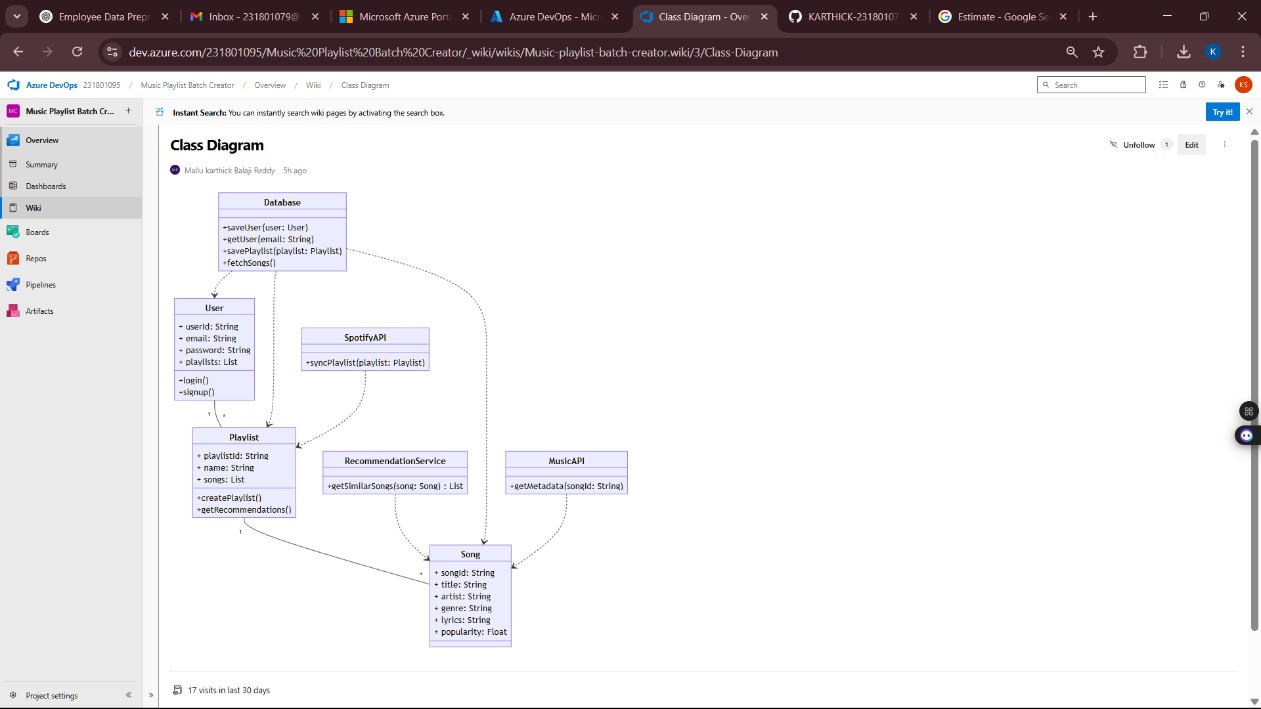 Employee Data Prepr
Inbox - 231801079@
Microsoft Azure Port
Azure DevOps - Micr
Class Diagram - Ove
KARTHICK-23180107
Estimate - Google Se
dev.azure.com/231801095/Music%20Playlist%20Batch%20Creator/_wiki/wikis/Music-playlist-batch-creator.wiki/3/Class-Diagram
K
Azure DevOps 231801095 / Music Playlist Batch Creator / Overview / Wiki / Class Diagram
Search
KS
MC Music Playlist Batch Cr... +
Overview
Summary
Dashboards
Wiki
Boards
Repos
Pipelines
Artifacts
Project settings
Instant Search: You can instantly search wiki pages by activating the search box.
Try it!
Class Diagram
Unfollow 1 Edit
Mallu karthick Balaji Reddy 5h ago
Database
+saveUser(user: User)
+getUser(email: String)
+savePlaylist(playlist: Playlist)
+fetchSongs()
User
+ userId: String
+ email: String
+ password: String
+ playlists: List
+login()
+signup()
SpotifyAPI
+syncPlaylist(playlist: Playlist)
1 *
Playlist
+ playlistId: String
+ name: String
+ songs: List
+createPlaylist()
+getRecommendations()
RecommendationService
+getSimilarSongs(song: Song) : List
MusicAPI
+getMetadata(songId: String)
1
*
Song
+ songId: String
+ title: String
+ artist: String
+ genre: String
+ lyrics: String
+ popularity: Float
17 visits in last 30 days